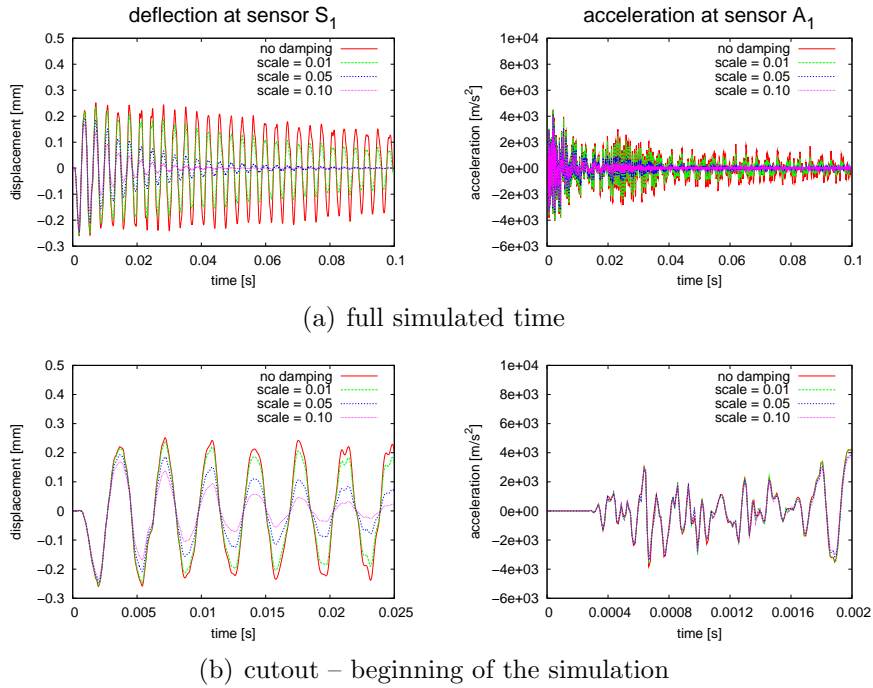 deflection at sensor S1
0.5
0.4
0.3
0.2
0.1
0
−0.1
−0.2
−0.3
displacement [mm]
no damping
scale = 0.01
scale = 0.05
scale = 0.10
0 0.02 0.04 0.06 0.08 0.1
time [s]
acceleration at sensor A1
1e+04
8e+03
6e+03
4e+03
2e+03
0e+00
−2e+03
−4e+03
−6e+03
acceleration [m/s2]
no damping
scale = 0.01
scale = 0.05
scale = 0.10
0 0.02 0.04 0.06 0.08 0.1
time [s]
(a) full simulated time
0.5
0.4
0.3
0.2
0.1
0
−0.1
−0.2
−0.3
displacement [mm]
no damping
scale = 0.01
scale = 0.05
scale = 0.10
0 0.005 0.01 0.015 0.02 0.025
time [s]
1e+04
8e+03
6e+03
4e+03
2e+03
0e+00
−2e+03
−4e+03
−6e+03
acceleration [m/s2]
no damping
scale = 0.01
scale = 0.05
scale = 0.10
0 0.0004 0.0008 0.0012 0.0016 0.002
time [s]
(b) cutout – beginning of the simulation